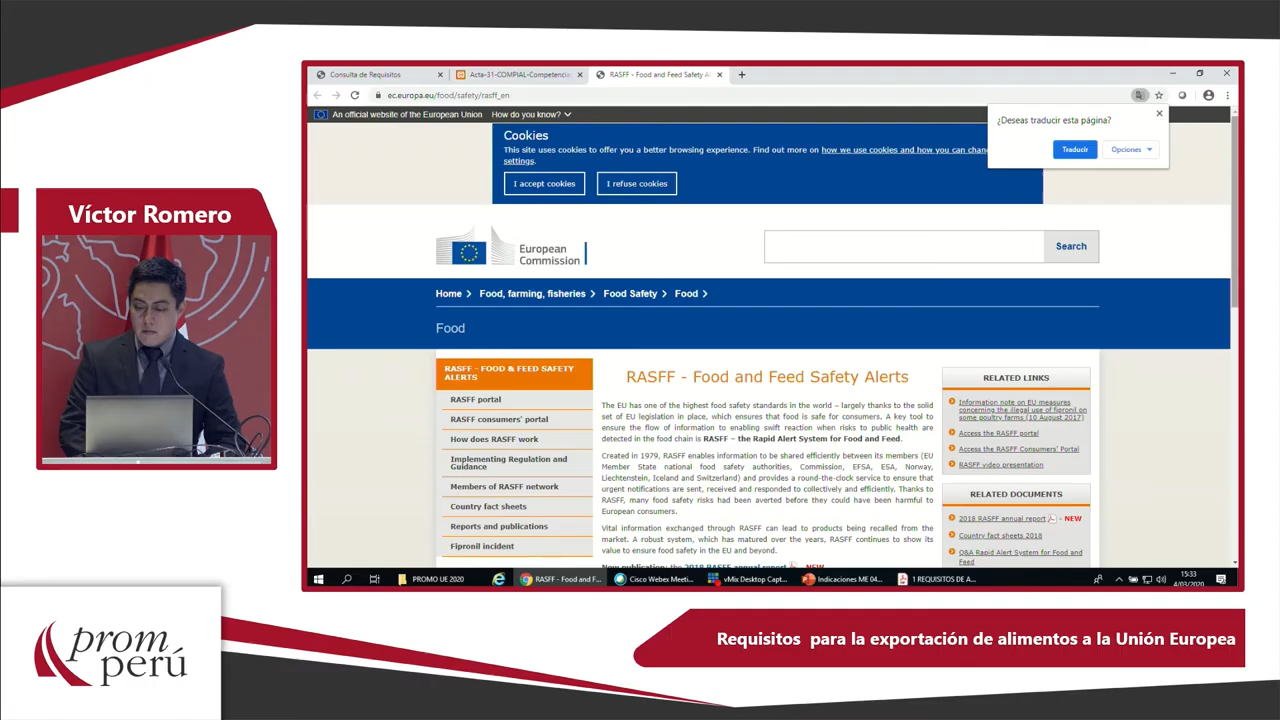 Víctor Romero
Consulta de Requisitos
Acta-31-COMPIAL-Competencia
RASFF - Food and Feed Safety Al
ec.europa.eu/food/safety/rasff_en
An official website of the European Union How do you know?
¿Deseas traducir esta página?
Traducir
Opciones
Cookies
This site uses cookies to offer you a better browsing experience. Find out more on how we use cookies and how you can chan
settings.
I accept cookies
I refuse cookies
European
Commission
Search
Home
Food, farming, fisheries
Food Safety
Food
Food
RASFF - FOOD & FEED SAFETY
ALERTS
RASFF portal
RASFF consumers' portal
How does RASFF work
Implementing Regulation and
Guidance
Members of RASFF network
Country fact sheets
Reports and publications
Fipronil incident
RASFF - Food and Feed Safety Alerts
The EU has one of the highest food safety standards in the world – largely thanks to the solid
set of EU legislation in place, which ensures that food is safe for consumers. A key tool to
ensure the flow of information to enabling swift reaction when risks to public health are
detected in the food chain is RASFF – the Rapid Alert System for Food and Feed.
Created in 1979, RASFF enables information to be shared efficiently between its members (EU
Member State national food safety authorities, Commission, EFSA, ESA, Norway,
Liechtenstein, Iceland and Switzerland) and provides a round-the-clock service to ensure that
urgent notifications are sent, received and responded to collectively and efficiently. Thanks to
RASFF, many food safety risks had been averted before they could have been harmful to
European consumers.
Vital information exchanged through RASFF can lead to products being recalled from the
market. A robust system, which has matured over the years, RASFF continues to show its
value to ensure food safety in the EU and beyond.
New publication: the 2018 RASFF annual report NEW
RELATED LINKS
Information note on EU measures
concerning the illegal use of fipronil on
some poultry farms (10 August 2017)
Access the RASFF portal
Access the RASFF Consumers' Portal
RASFF video presentation
RELATED DOCUMENTS
2018 RASFF annual report - NEW
Country fact sheets 2018
Q&A Rapid Alert System for Food and
Feed
PROMO UE 2020
RASFF - Food and F...
Cisco Webex Meeti...
vMix Desktop Capt...
Indicaciones ME 04...
1 REQUISITOS DE A...
15:33
4/03/2020
Requisitos para la exportación de alimentos a la Unión Europea
prom
perú